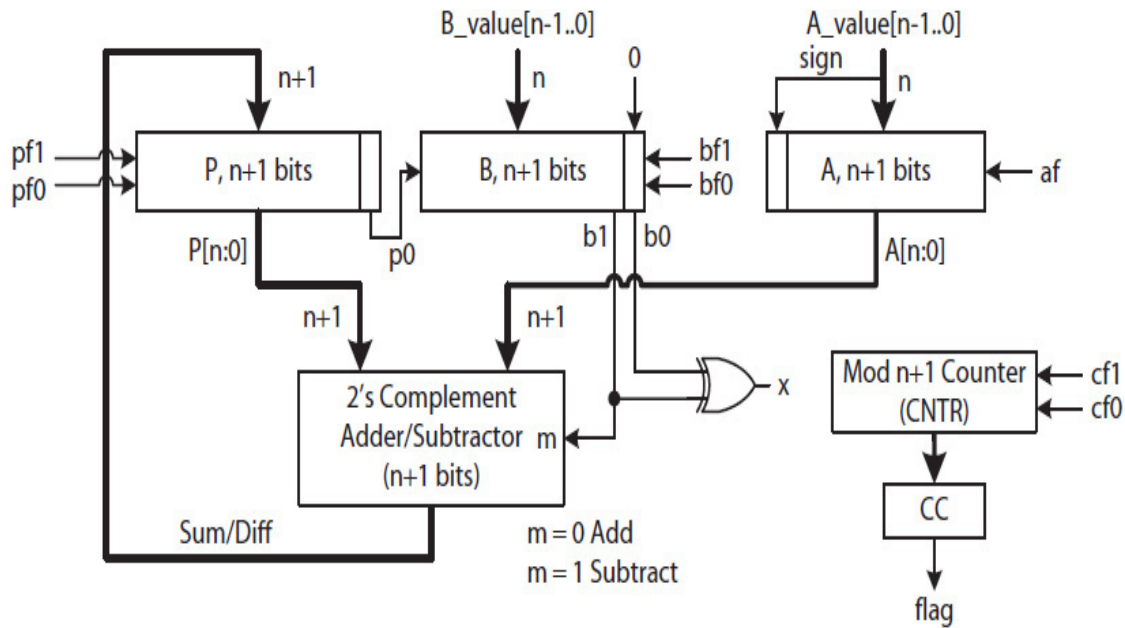 B_value[n-1..0]
A_value[n-1..0]
sign
0
n+1
n
n
pf1
pf0
P, n+1 bits
B, n+1 bits
bf1
bf0
A, n+1 bits
af
P[n:0]
p0
b1
b0
A[n:0]
n+1
n+1
2's Complement
Adder/Subtractor
(n+1 bits)
m
x
Mod n+1 Counter
(CNTR)
cf1
cf0
CC
Sum/Diff
m = 0 Add
m = 1 Subtract
flag